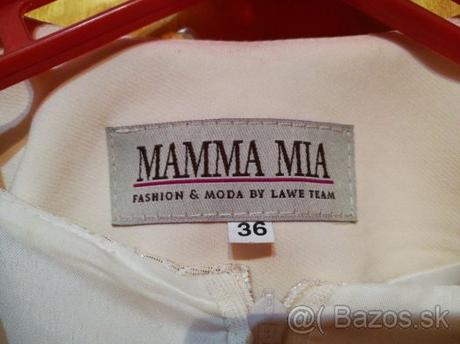 MAMMA MIA
FASHION & MODA BY LAWE TEAM
36
@( Bazos.sk